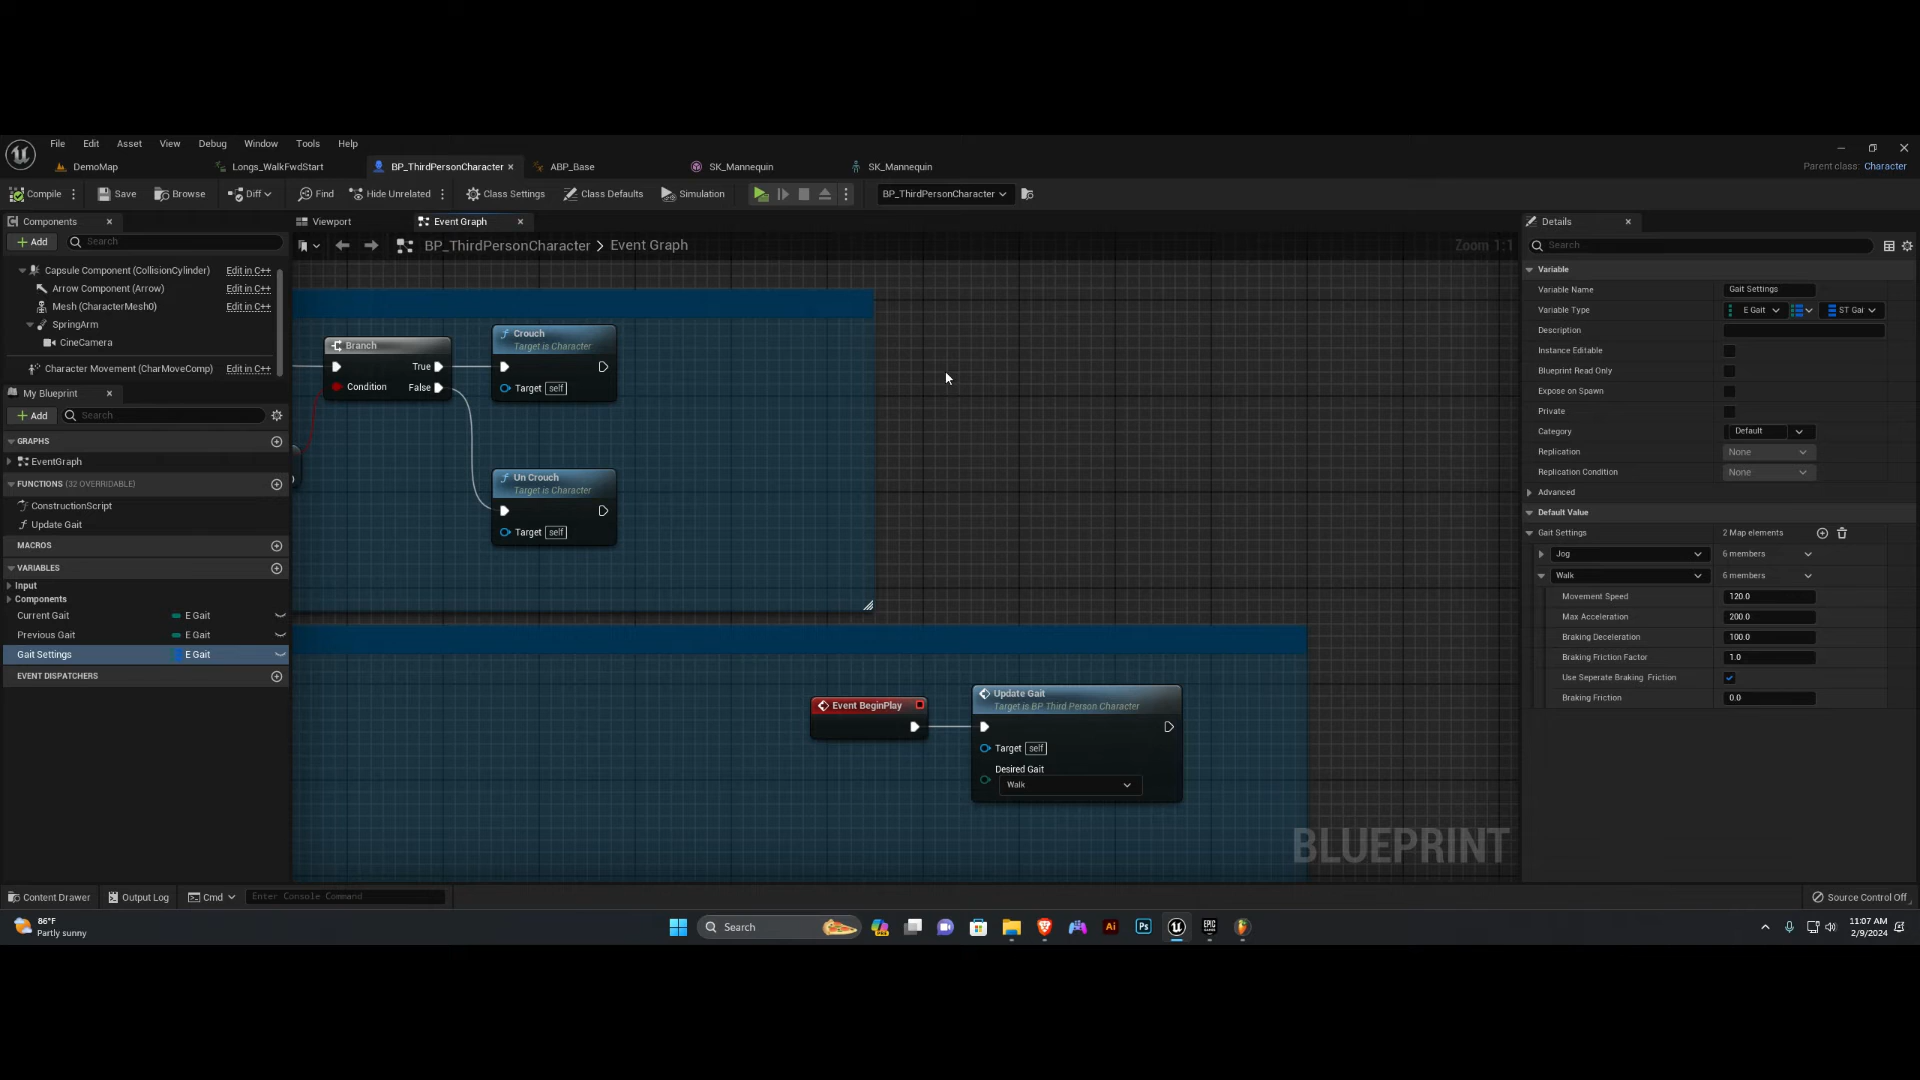 File Edit Asset View Debug Window Tools Help
DemoMap Longs_WalkFwdStart BP_ThirdPersonCharacter ABP_Base SK_Mannequin SK_Mannequin Parent class: Character
Compile Save Browse Diff Find Hide Unrelated Class Settings Class Defaults Simulation BP_ThirdPersonCharacter
Components
Add Search
Capsule Component (CollisionCylinder) Edit in C++
Arrow Component (Arrow) Edit in C++
Mesh (CharacterMesh0) Edit in C++
SpringArm
CineCamera
Character Movement (CharMoveComp) Edit in C++
My Blueprint
Add Search
GRAPHS
EventGraph
FUNCTIONS (32 OVERRIDABLE)
ConstructionScript
Update Gait
MACROS
VARIABLES
Input
Components
Current Gait E Gait
Previous Gait E Gait
Gait Settings E Gait
EVENT DISPATCHERS
Viewport Event Graph
BP_ThirdPersonCharacter > Event Graph Zoom 1:1
Branch
True
Condition False
Crouch
Target is Character
Target self
Un Crouch
Target is Character
Target self
Event BeginPlay
Update Gait
Target is BP Third Person Character
Target self
Desired Gait
Walk
BLUEPRINT
Details
Search
Variable
Variable Name Gait Settings
Variable Type E Gait ST Gai
Description
Instance Editable
Blueprint Read Only
Expose on Spawn
Private
Category Default
Replication None
Replication Condition None
Advanced
Default Value
Gait Settings 2 Map elements
Jog 6 members
Walk 6 members
Movement Speed 120.0
Max Acceleration 200.0
Braking Deceleration 100.0
Braking Friction Factor 1.0
Use Seperate Braking Friction
Braking Friction 0.0
Content Drawer Output Log Cmd Enter Console Command Source Control Off
86°F
Partly sunny
Search
Ai
Ps
EPIC
11:07 AM
2/9/2024